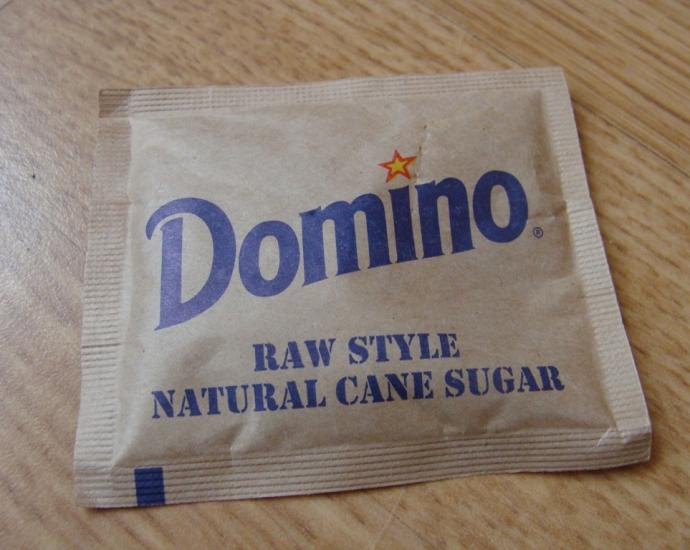 Domino®
RAW STYLE
NATURAL CANE SUGAR